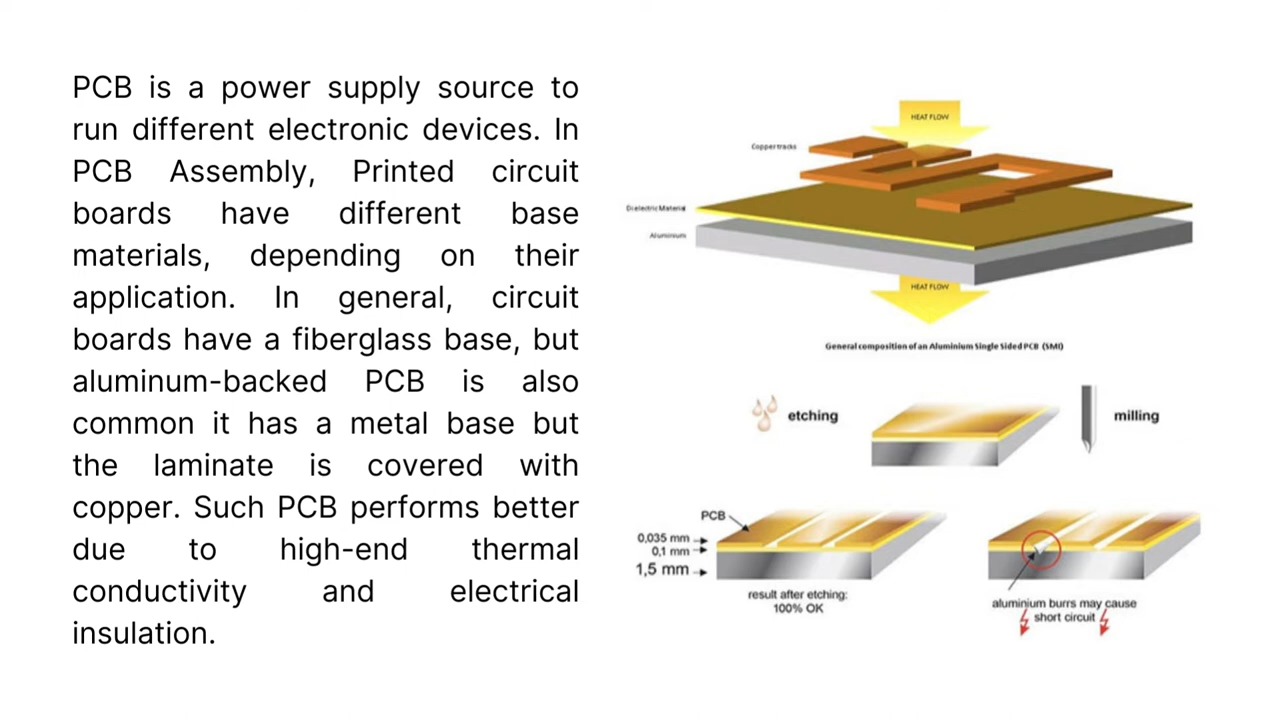 PCB is a power supply source to
run different electronic devices. In
PCB Assembly, Printed circuit
boards have different base
materials, depending on their
application. In general, circuit
boards have a fiberglass base, but
aluminum-backed PCB is also
common it has a metal base but
the laminate is covered with
copper. Such PCB performs better
due to high-end thermal
conductivity and electrical
insulation.
HEAT FLOW
Copper tracks
Dielectric Material
Aluminium
HEAT FLOW
General composition of an Aluminium Single Sided PCB (SMI)
etching
milling
PCB
0,035 mm
0,1 mm
1,5 mm
result after etching:
100% OK
aluminium burrs may cause
short circuit